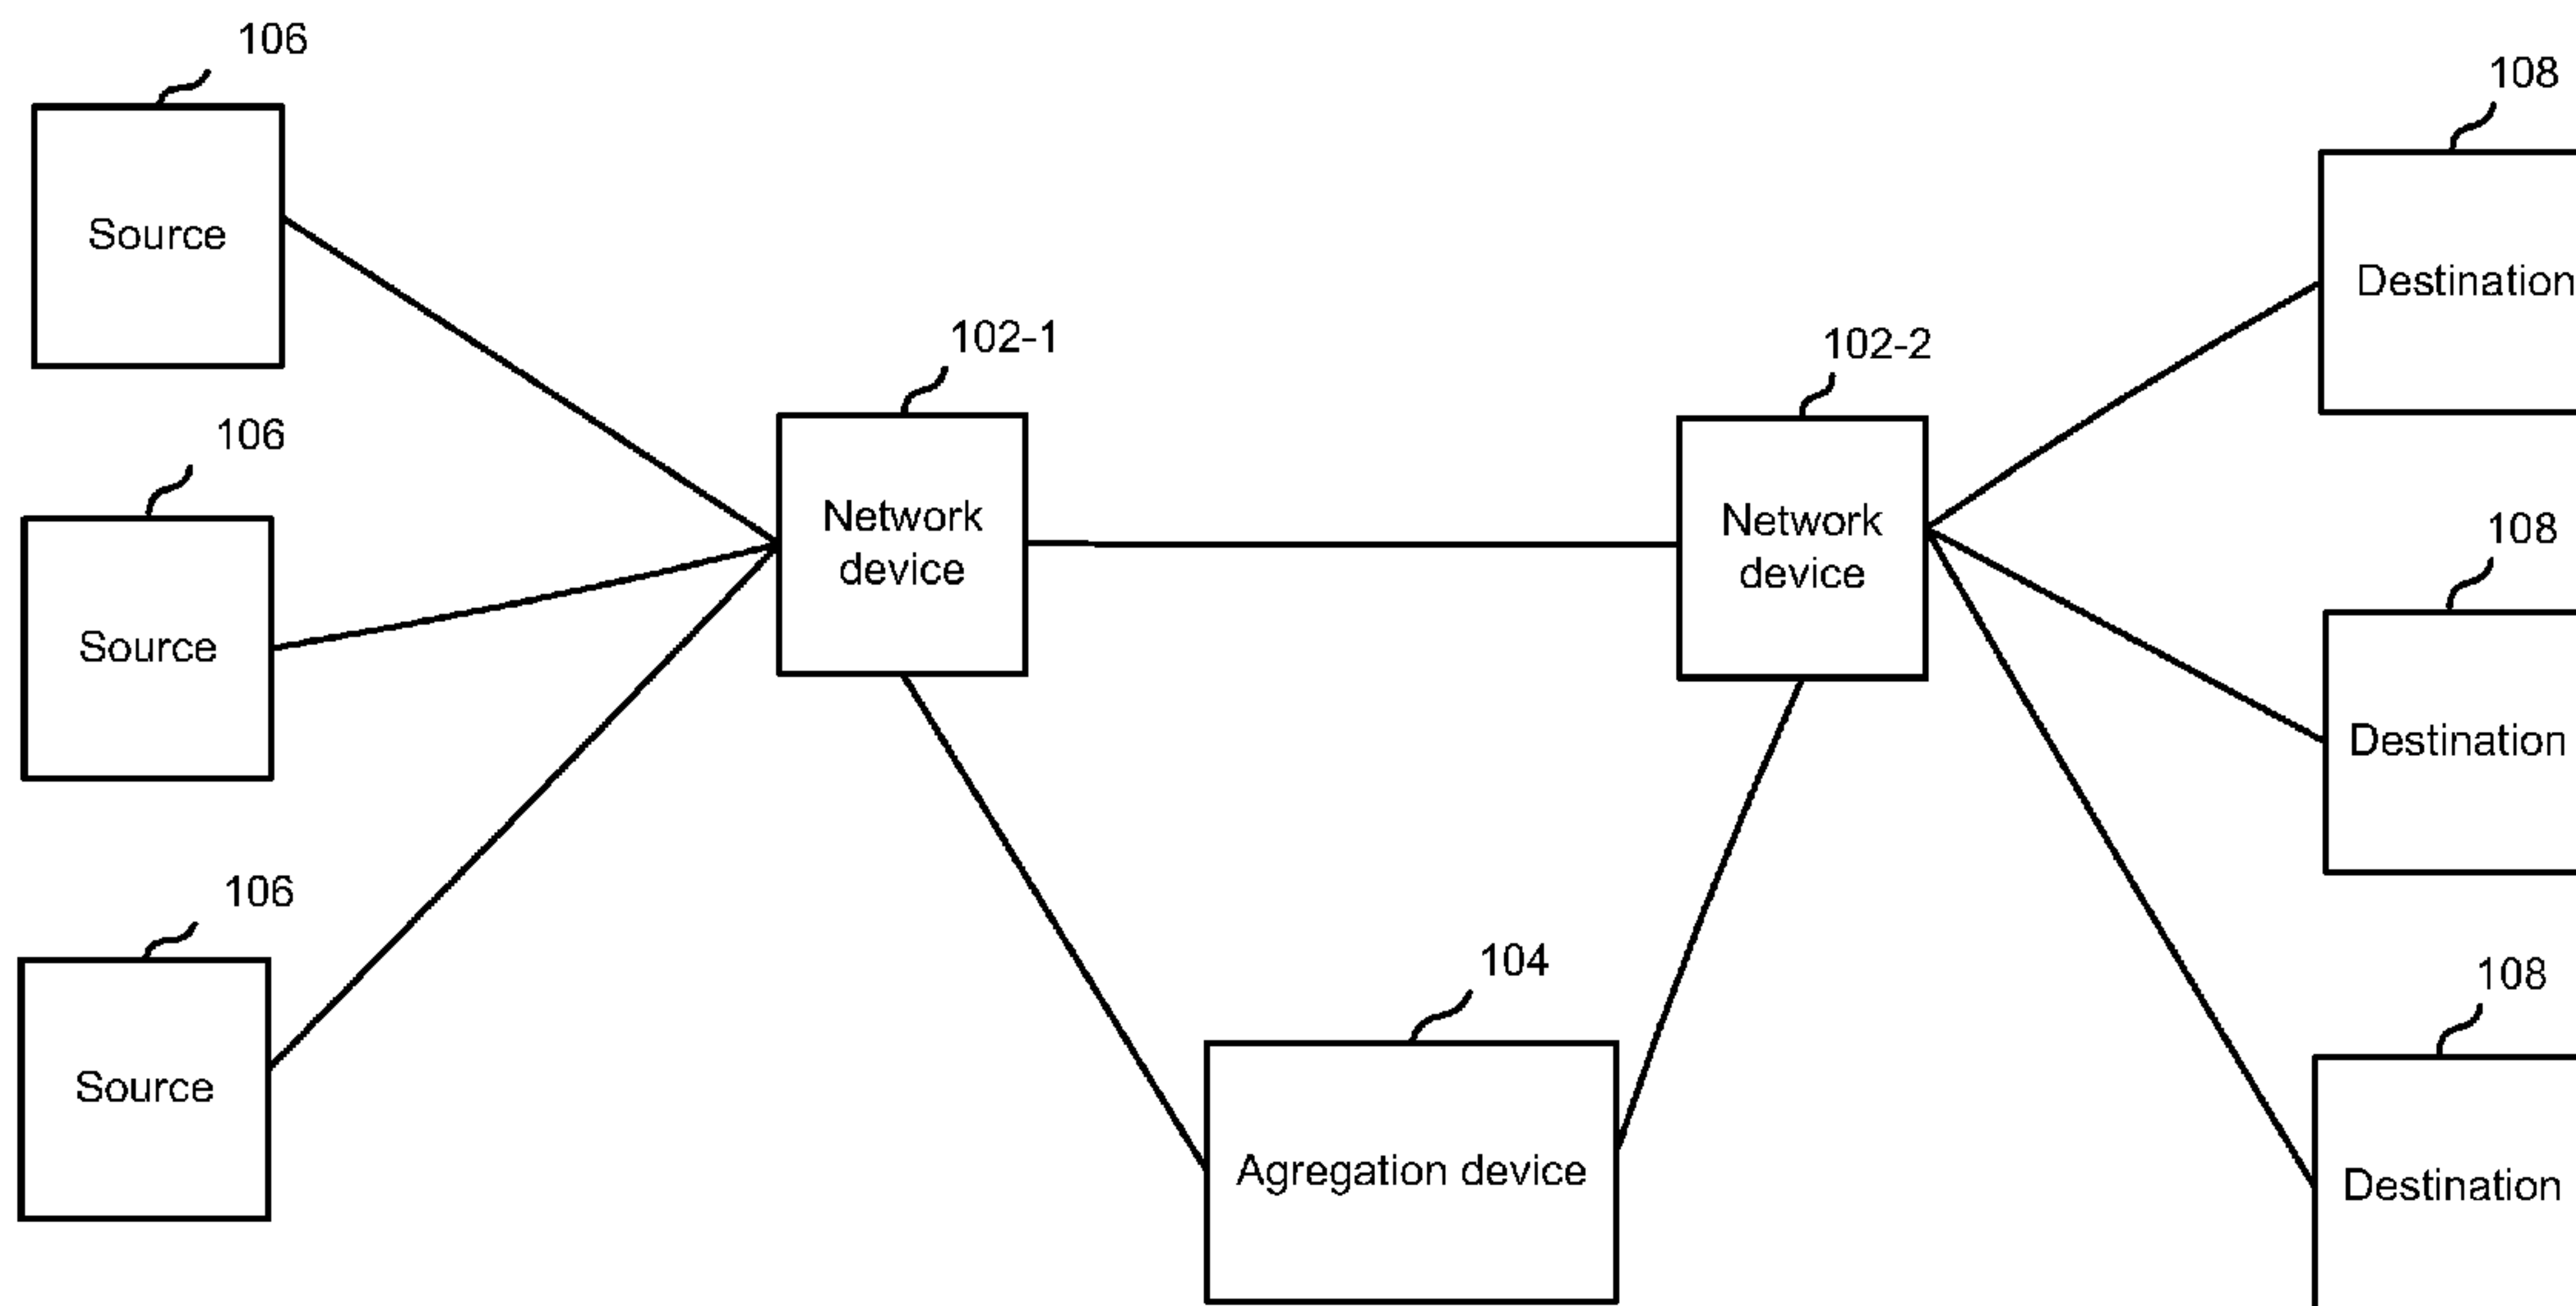 106
Source
106
Source
106
Source
102-1
Network
device
102-2
Network
device
104
Agregation device
108
Destination
108
Destination
108
Destination